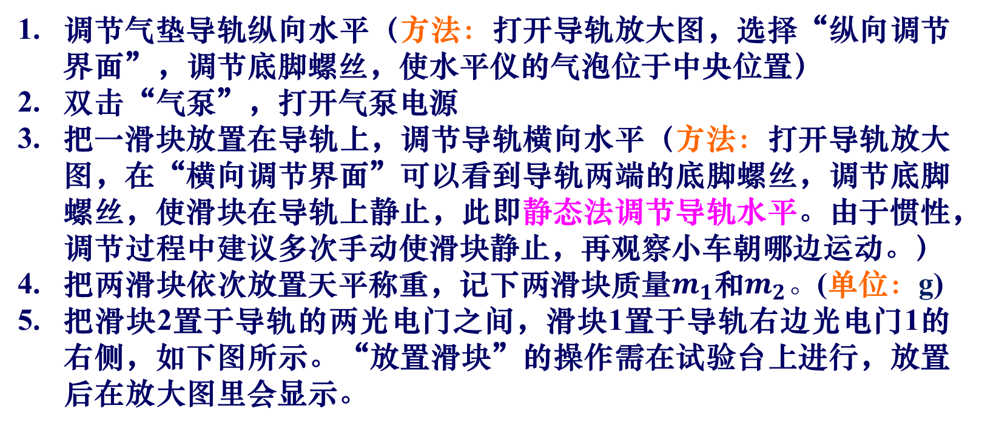 1. 调节气垫导轨纵向水平（方法：打开导轨放大图，选择“纵向调节
界面”，调节底脚螺丝，使水平仪的气泡位于中央位置）
2. 双击“气泵”，打开气泵电源
3. 把一滑块放置在导轨上，调节导轨横向水平（方法：打开导轨放大
图，在“横向调节界面”可以看到导轨两端的底脚螺丝，调节底脚
螺丝，使滑块在导轨上静止，此即静态法调节导轨水平。由于惯性，
调节过程中建议多次手动使滑块静止，再观察小车朝哪边运动。）
4. 把两滑块依次放置天平称重，记下两滑块质量m₁和m₂。(单位：g)
5. 把滑块2置于导轨的两光电门之间，滑块1置于导轨右边光电门1的
右侧，如下图所示。“放置滑块”的操作需在试验台上进行，放置
后在放大图里会显示。